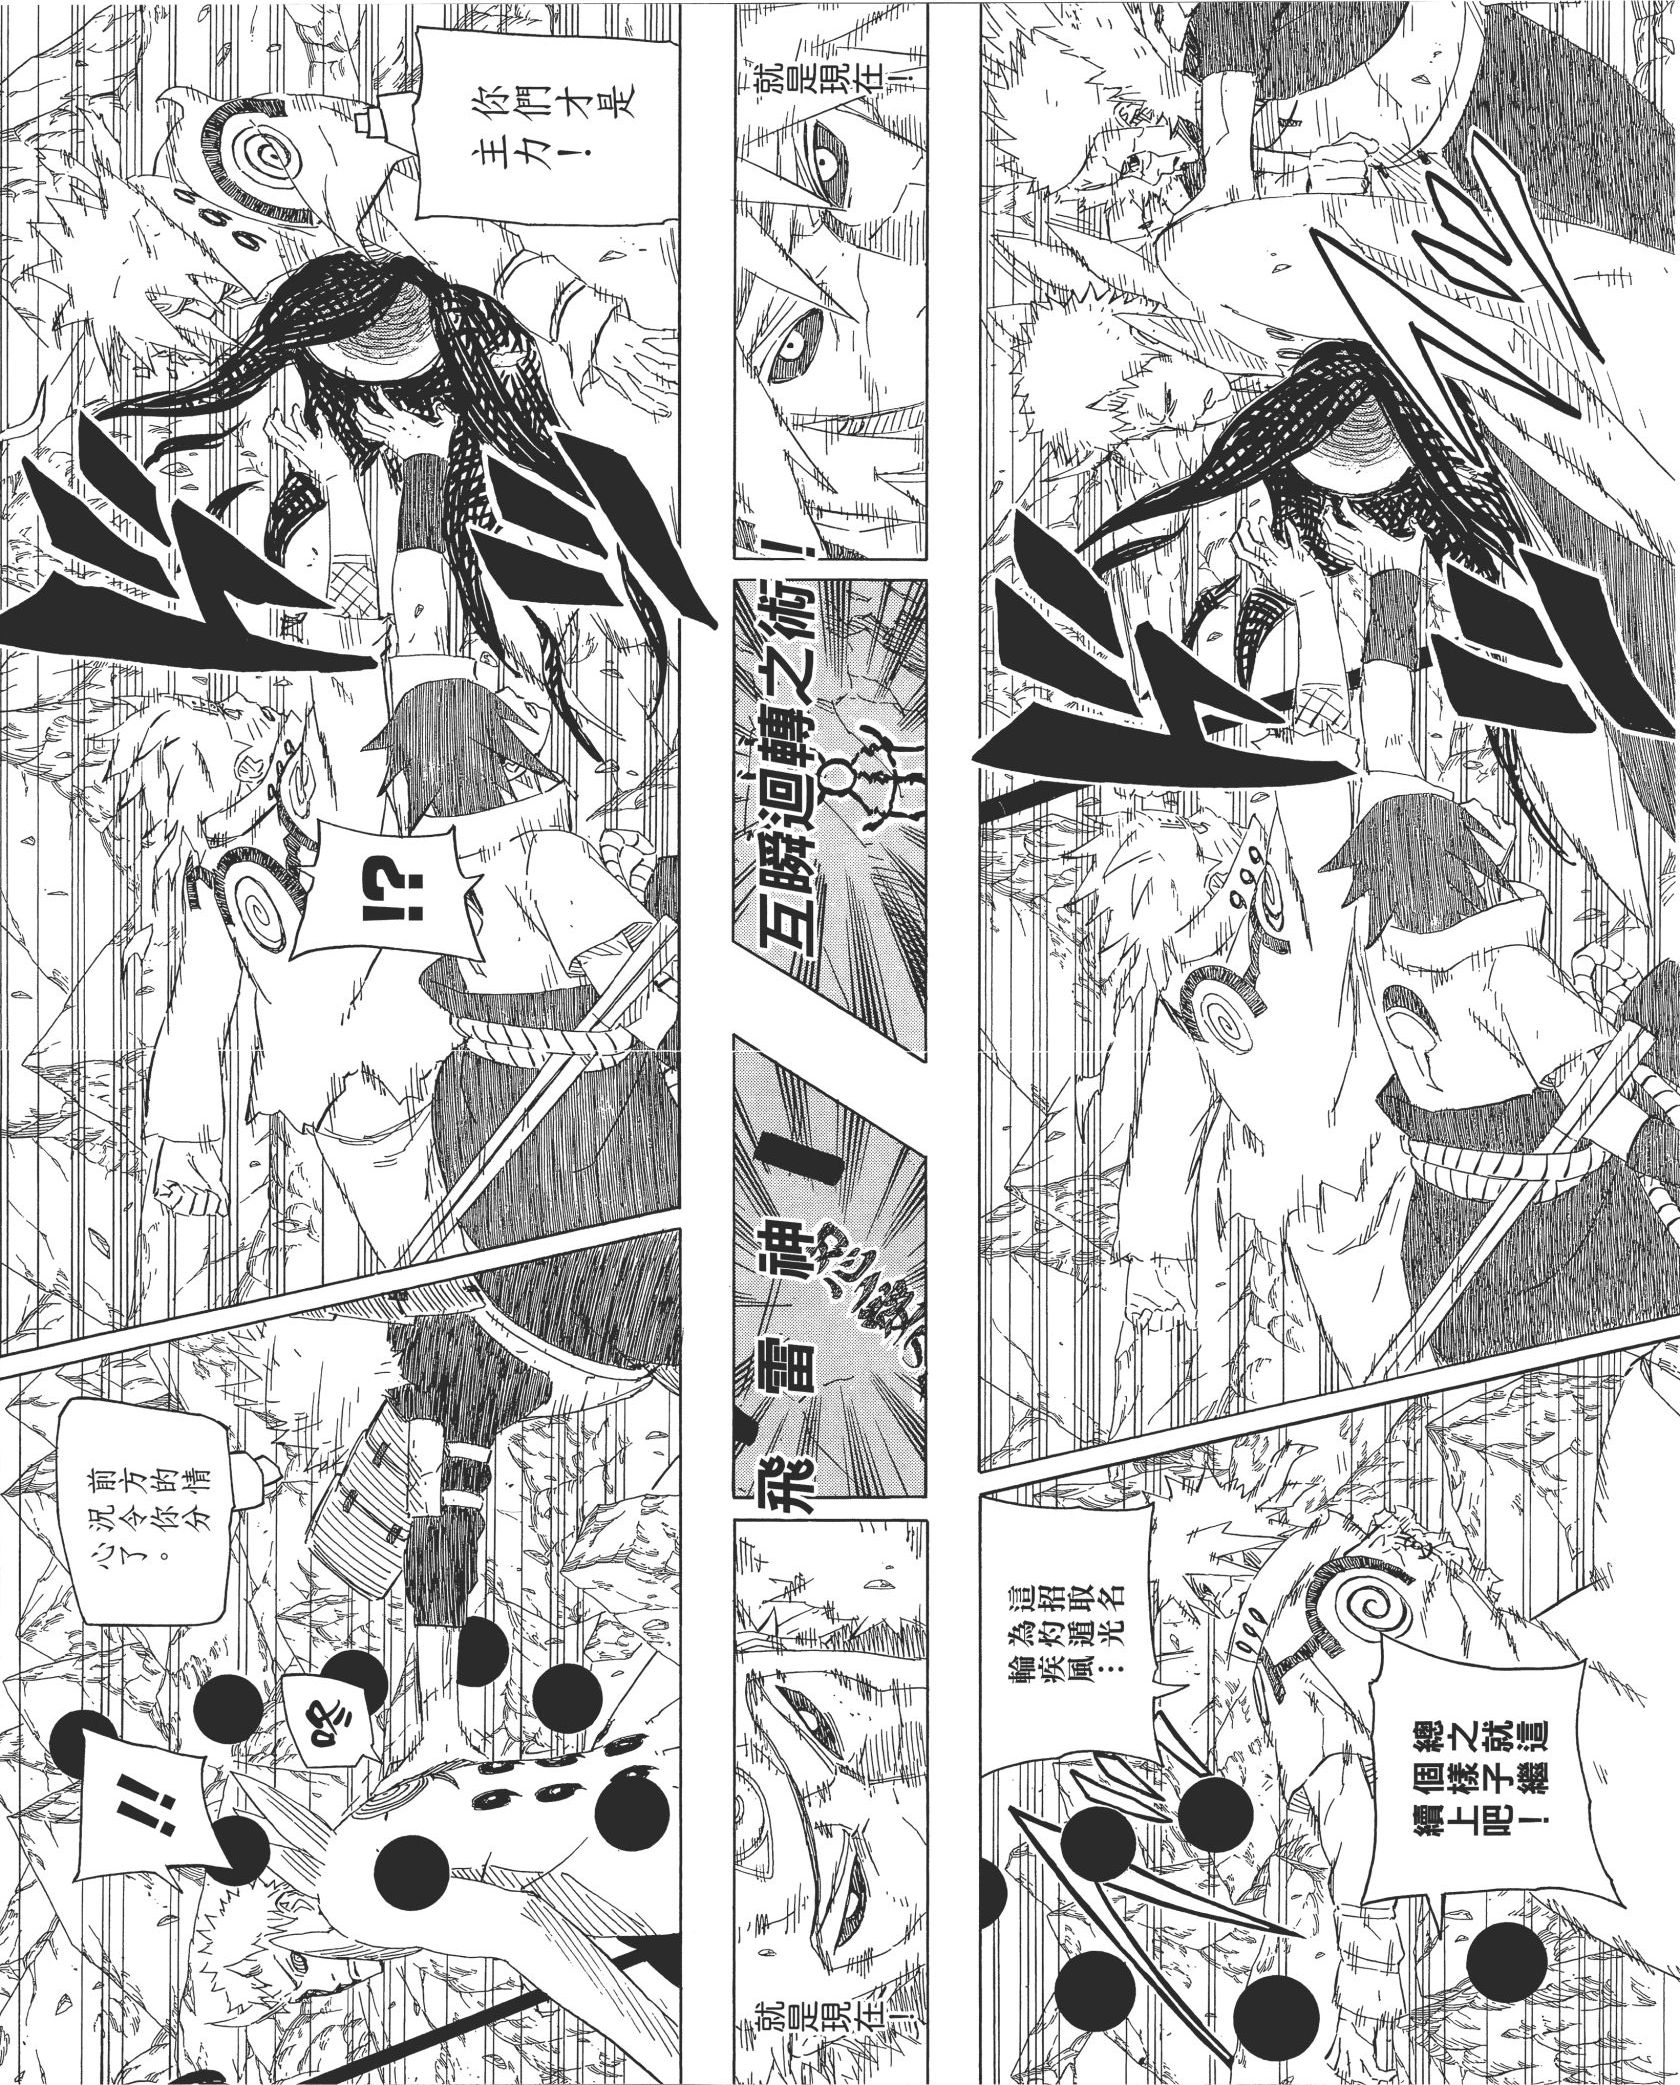 總之就這
個樣子繼
續上吧！
這招取名
為灼遁光
輪疾風…
就是現在!!
飛雷神
互瞬迴轉之術！
就是現在!!
!!
咚
前方的情
況令你分
心了。
!?
你們才是
主力！